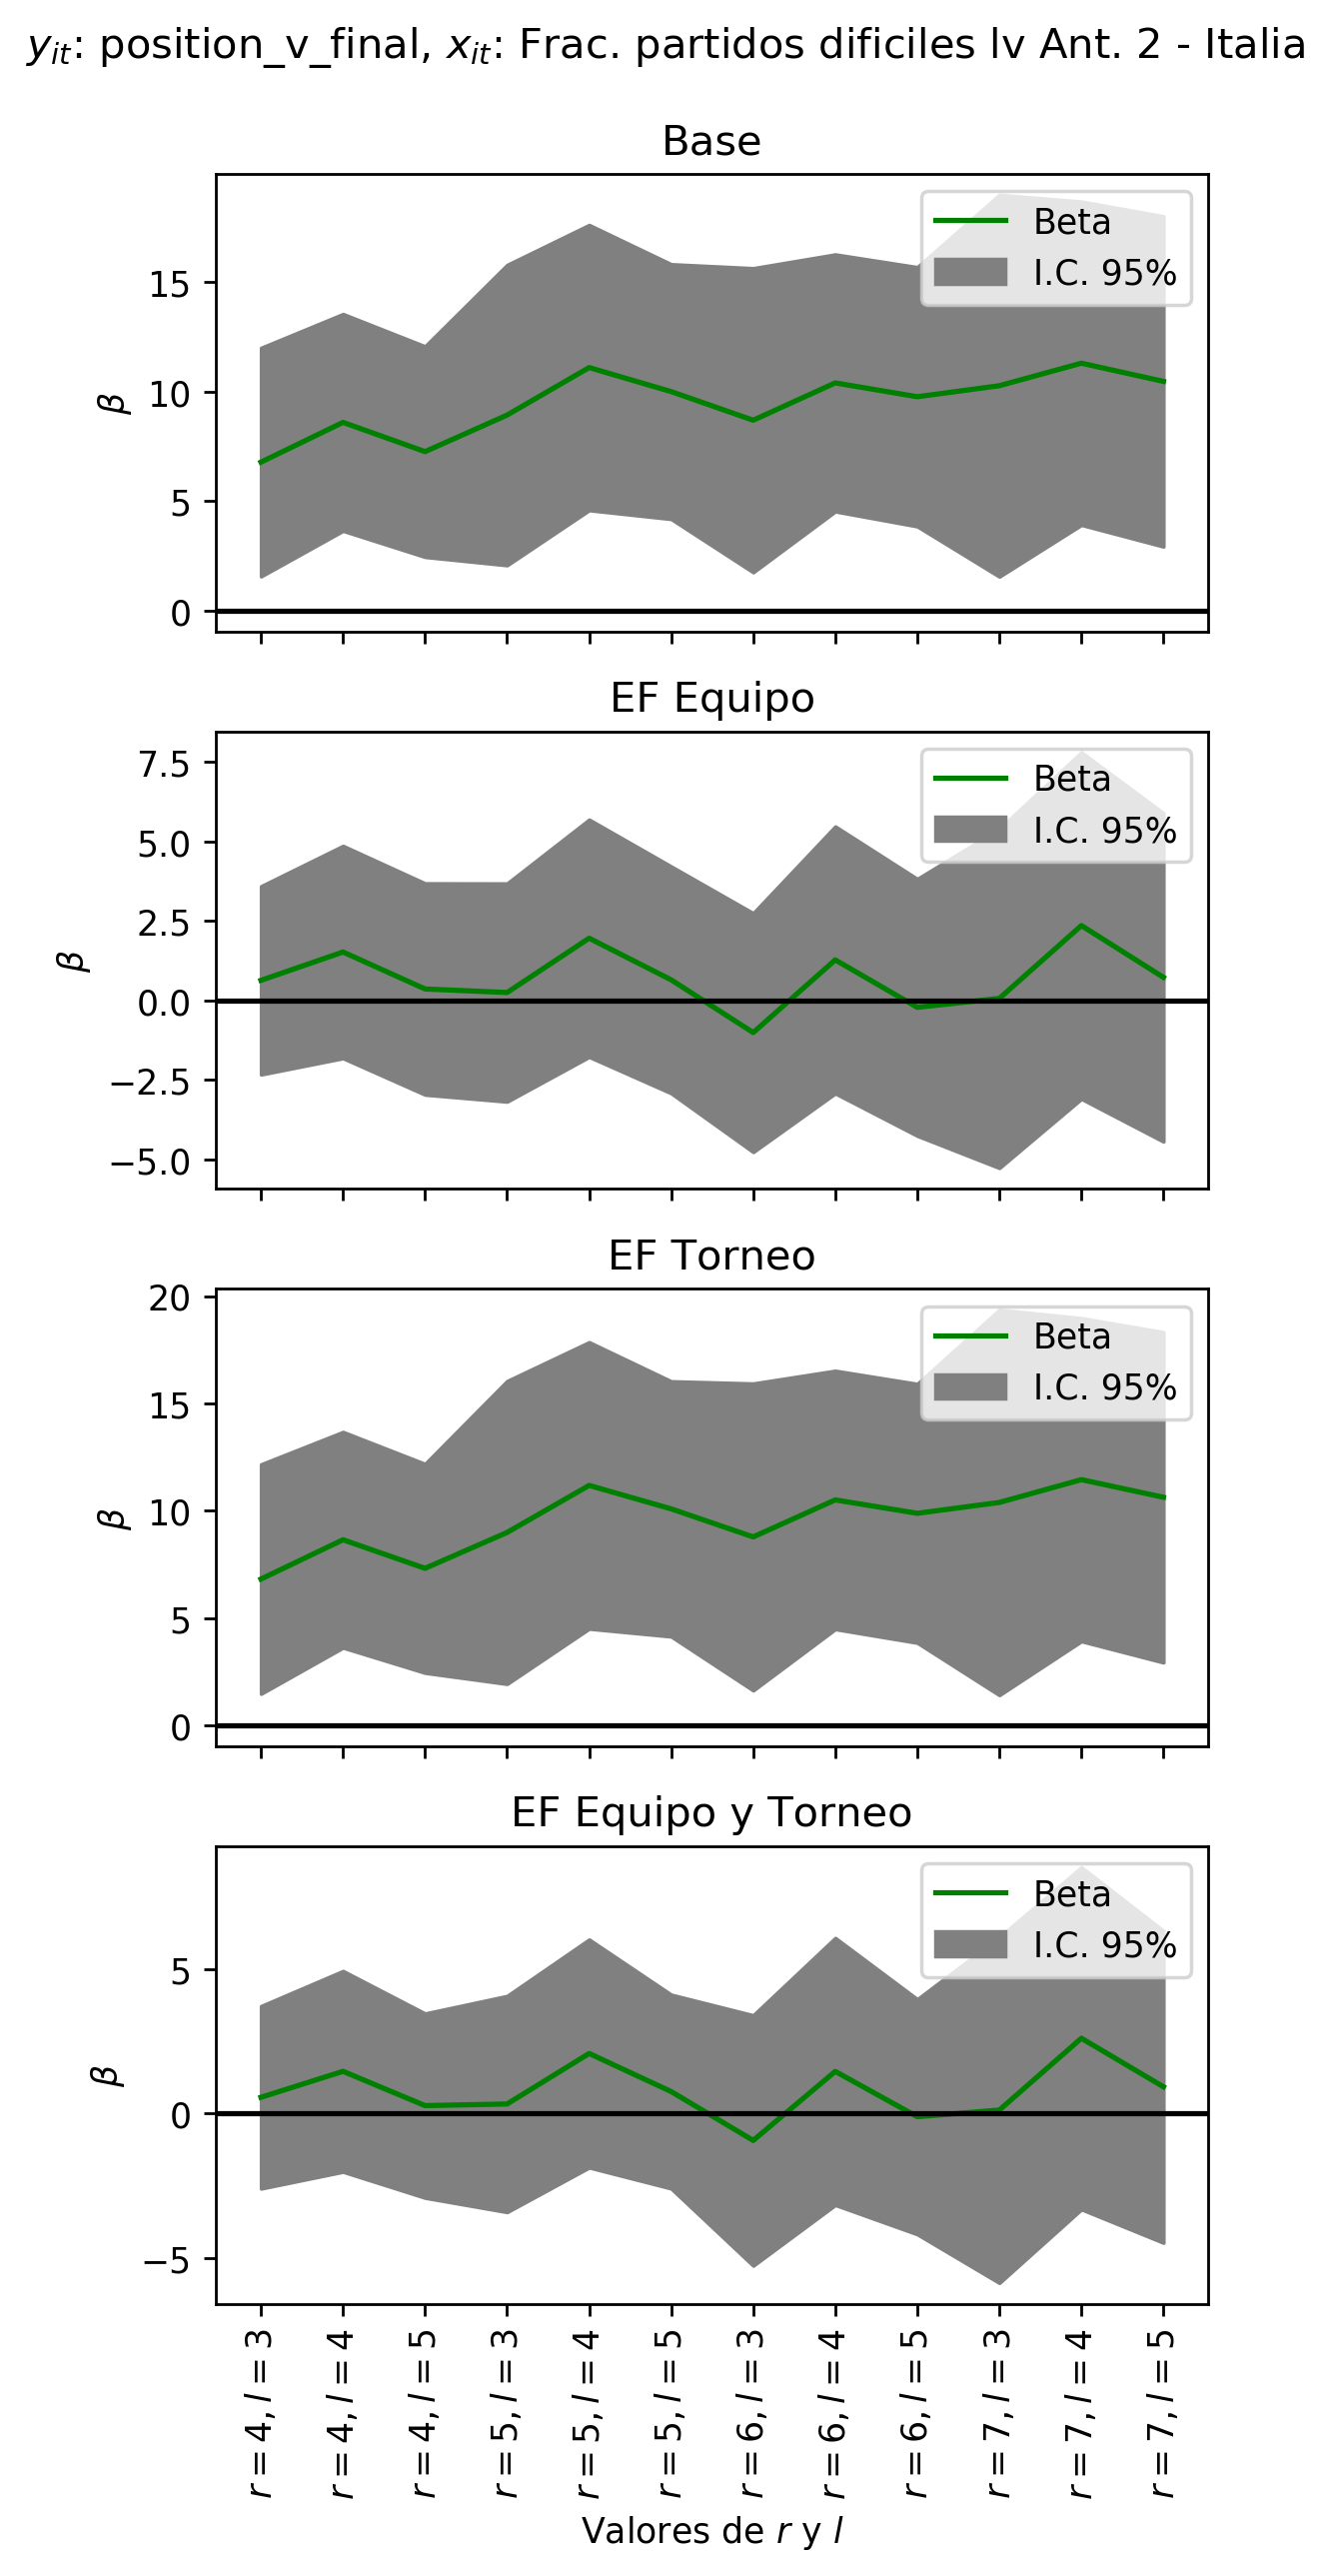 y_it: position_v_final, x_it: Frac. partidos dificiles lv Ant. 2 - Italia
Base
Beta
I.C. 95%
15
10
5
0
β
EF Equipo
Beta
I.C. 95%
7.5
5.0
2.5
0.0
−2.5
−5.0
β
EF Torneo
Beta
I.C. 95%
20
15
10
5
0
β
EF Equipo y Torneo
Beta
I.C. 95%
5
0
−5
β
r = 4, l = 3
r = 4, l = 4
r = 4, l = 5
r = 5, l = 3
r = 5, l = 4
r = 5, l = 5
r = 6, l = 3
r = 6, l = 4
r = 6, l = 5
r = 7, l = 3
r = 7, l = 4
r = 7, l = 5
Valores de r y l